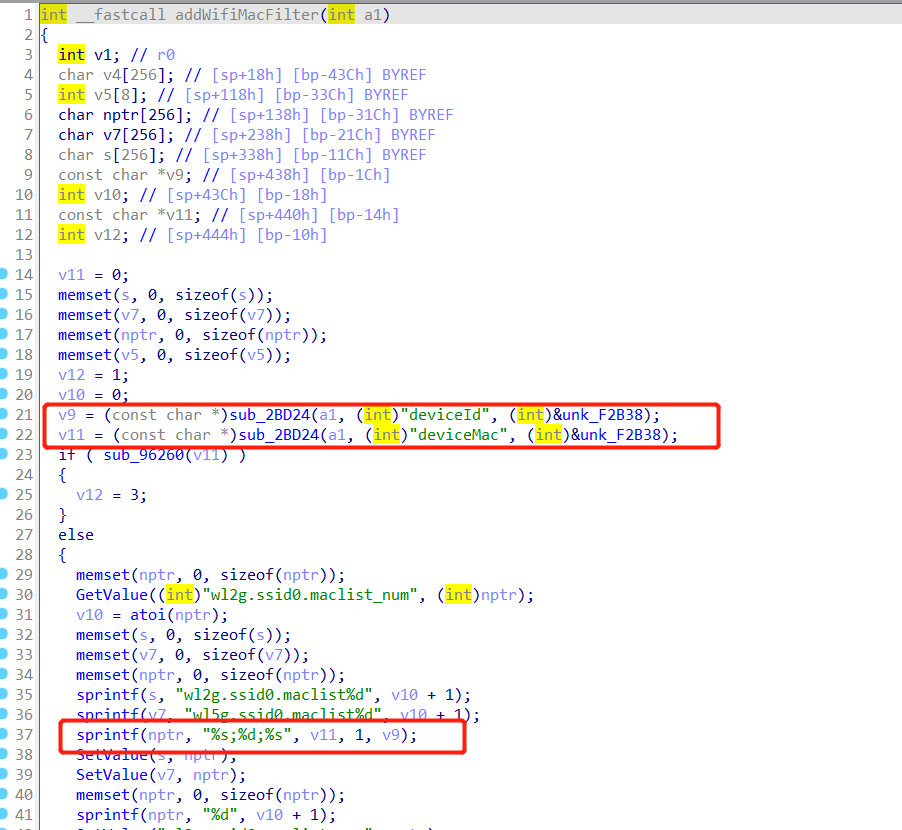 1 int __fastcall addWifiMacFilter(int a1)
2 {
3 int v1; // r0
4 char v4[256]; // [sp+18h] [bp-43Ch] BYREF
5 int v5[8]; // [sp+118h] [bp-33Ch] BYREF
6 char nptr[256]; // [sp+138h] [bp-31Ch] BYREF
7 char v7[256]; // [sp+238h] [bp-21Ch] BYREF
8 char s[256]; // [sp+338h] [bp-11Ch] BYREF
9 const char *v9; // [sp+438h] [bp-1Ch]
10 int v10; // [sp+43Ch] [bp-18h]
11 const char *v11; // [sp+440h] [bp-14h]
12 int v12; // [sp+444h] [bp-10h]
13
14 v11 = 0;
15 memset(s, 0, sizeof(s));
16 memset(v7, 0, sizeof(v7));
17 memset(nptr, 0, sizeof(nptr));
18 memset(v5, 0, sizeof(v5));
19 v12 = 1;
20 v10 = 0;
21 v9 = (const char *)sub_2BD24(a1, (int)"deviceId", (int)&unk_F2B38);
22 v11 = (const char *)sub_2BD24(a1, (int)"deviceMac", (int)&unk_F2B38);
23 if ( sub_96260(v11) )
24 {
25 v12 = 3;
26 }
27 else
28 {
29 memset(nptr, 0, sizeof(nptr));
30 GetValue((int)"wl2g.ssid0.maclist_num", (int)nptr);
31 v10 = atoi(nptr);
32 memset(s, 0, sizeof(s));
33 memset(v7, 0, sizeof(v7));
34 memset(nptr, 0, sizeof(nptr));
35 sprintf(s, "wl2g.ssid0.maclist%d", v10 + 1);
36 sprintf(v7, "wl5g.ssid0.maclist%d", v10 + 1);
37 sprintf(nptr, "%s;%d;%s", v11, 1, v9);
38 SetValue(s, nptr);
39 SetValue(v7, nptr);
40 memset(nptr, 0, sizeof(nptr));
41 sprintf(nptr, "%d", v10 + 1);